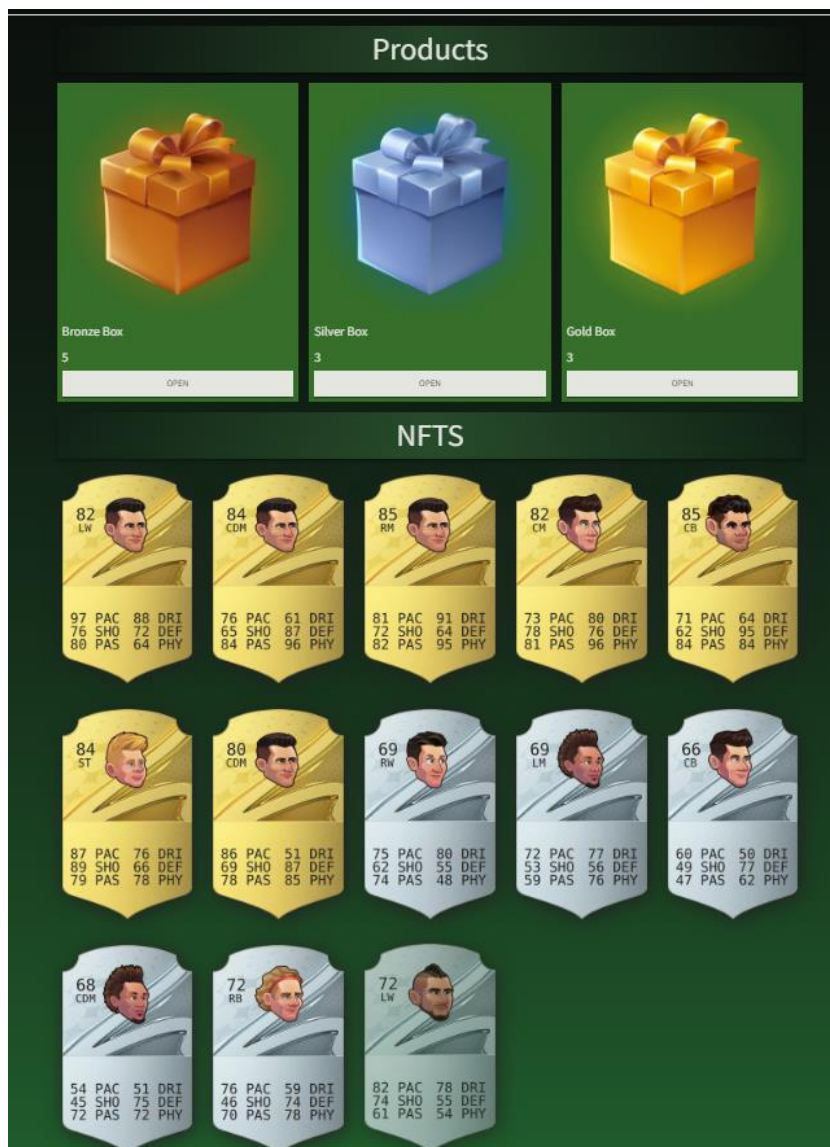 Products
Bronze Box
5
OPEN
Silver Box
3
OPEN
Gold Box
3
OPEN
NFTS
82
LW
97 PAC 88 DRI
76 SHO 72 DEF
80 PAS 64 PHY
84
CDM
76 PAC 61 DRI
65 SHO 87 DEF
84 PAS 96 PHY
85
RM
81 PAC 91 DRI
72 SHO 64 DEF
82 PAS 95 PHY
82
CM
73 PAC 80 DRI
78 SHO 76 DEF
81 PAS 96 PHY
85
CB
71 PAC 64 DRI
62 SHO 95 DEF
84 PAS 84 PHY
84
ST
87 PAC 76 DRI
89 SHO 66 DEF
79 PAS 78 PHY
80
CDM
86 PAC 51 DRI
69 SHO 87 DEF
78 PAS 85 PHY
69
RW
75 PAC 80 DRI
62 SHO 55 DEF
74 PAS 48 PHY
69
LM
72 PAC 77 DRI
53 SHO 56 DEF
59 PAS 76 PHY
66
CB
60 PAC 50 DRI
49 SHO 77 DEF
47 PAS 62 PHY
68
CDM
54 PAC 51 DRI
45 SHO 75 DEF
72 PAS 72 PHY
72
RB
76 PAC 59 DRI
46 SHO 74 DEF
70 PAS 78 PHY
72
LW
82 PAC 78 DRI
74 SHO 55 DEF
61 PAS 54 PHY